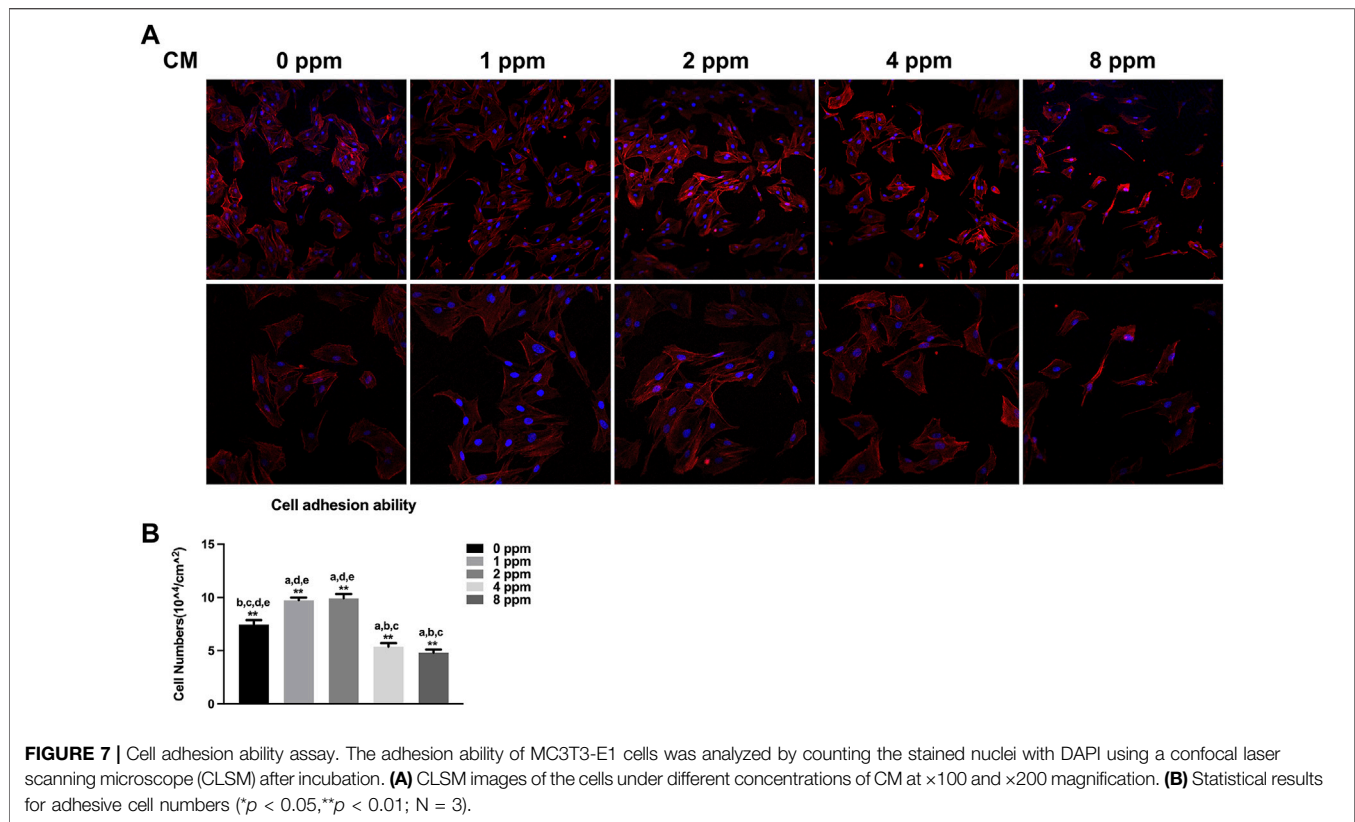 A
CM 0 ppm 1 ppm 2 ppm 4 ppm 8 ppm
Cell adhesion ability
B
Cell Numbers(10^4/cm^2)
15
10
5
0
b,c,d,e
**
a,d,e
**
a,d,e
**
a,b,c
**
a,b,c
**
0 ppm
1 ppm
2 ppm
4 ppm
8 ppm
FIGURE 7 | Cell adhesion ability assay. The adhesion ability of MC3T3-E1 cells was analyzed by counting the stained nuclei with DAPI using a confocal laser
scanning microscope (CLSM) after incubation. (A) CLSM images of the cells under different concentrations of CM at ×100 and ×200 magnification. (B) Statistical results
for adhesive cell numbers (*p < 0.05,**p < 0.01; N = 3).